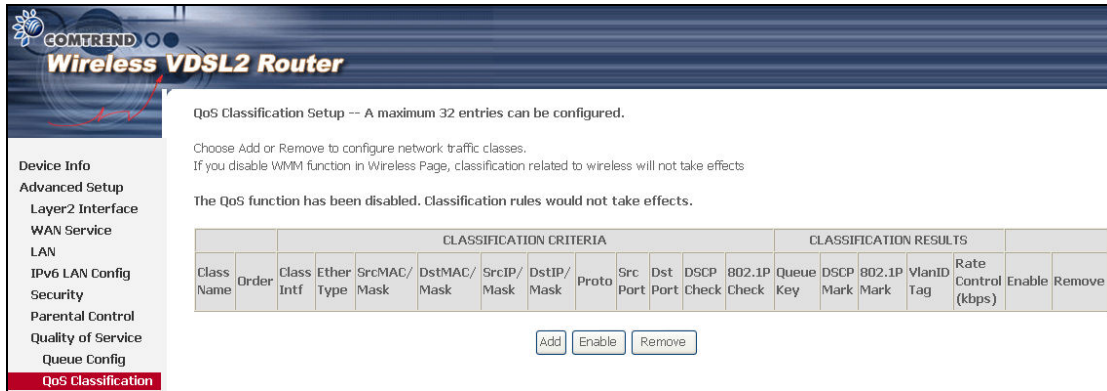 COMTREND
Wireless VDSL2 Router
QoS Classification Setup -- A maximum 32 entries can be configured.
Choose Add or Remove to configure network traffic classes.
If you disable WMM function in Wireless Page, classification related to wireless will not take effects
The QoS function has been disabled. Classification rules would not take effects.
Device Info
Advanced Setup
Layer2 Interface
WAN Service
LAN
IPv6 LAN Config
Security
Parental Control
Quality of Service
Queue Config
QoS Classification
CLASSIFICATION CRITERIA CLASSIFICATION RESULTS
Class Name Order Class Intf Ether Type SrcMAC/ Mask DstMAC/ Mask SrcIP/ Mask DstIP/ Mask Proto Src Port Dst Port DSCP Check 802.1P Check Queue Key DSCP Mark 802.1P Mark VlanID Tag Rate Control (kbps) Enable Remove
Add Enable Remove